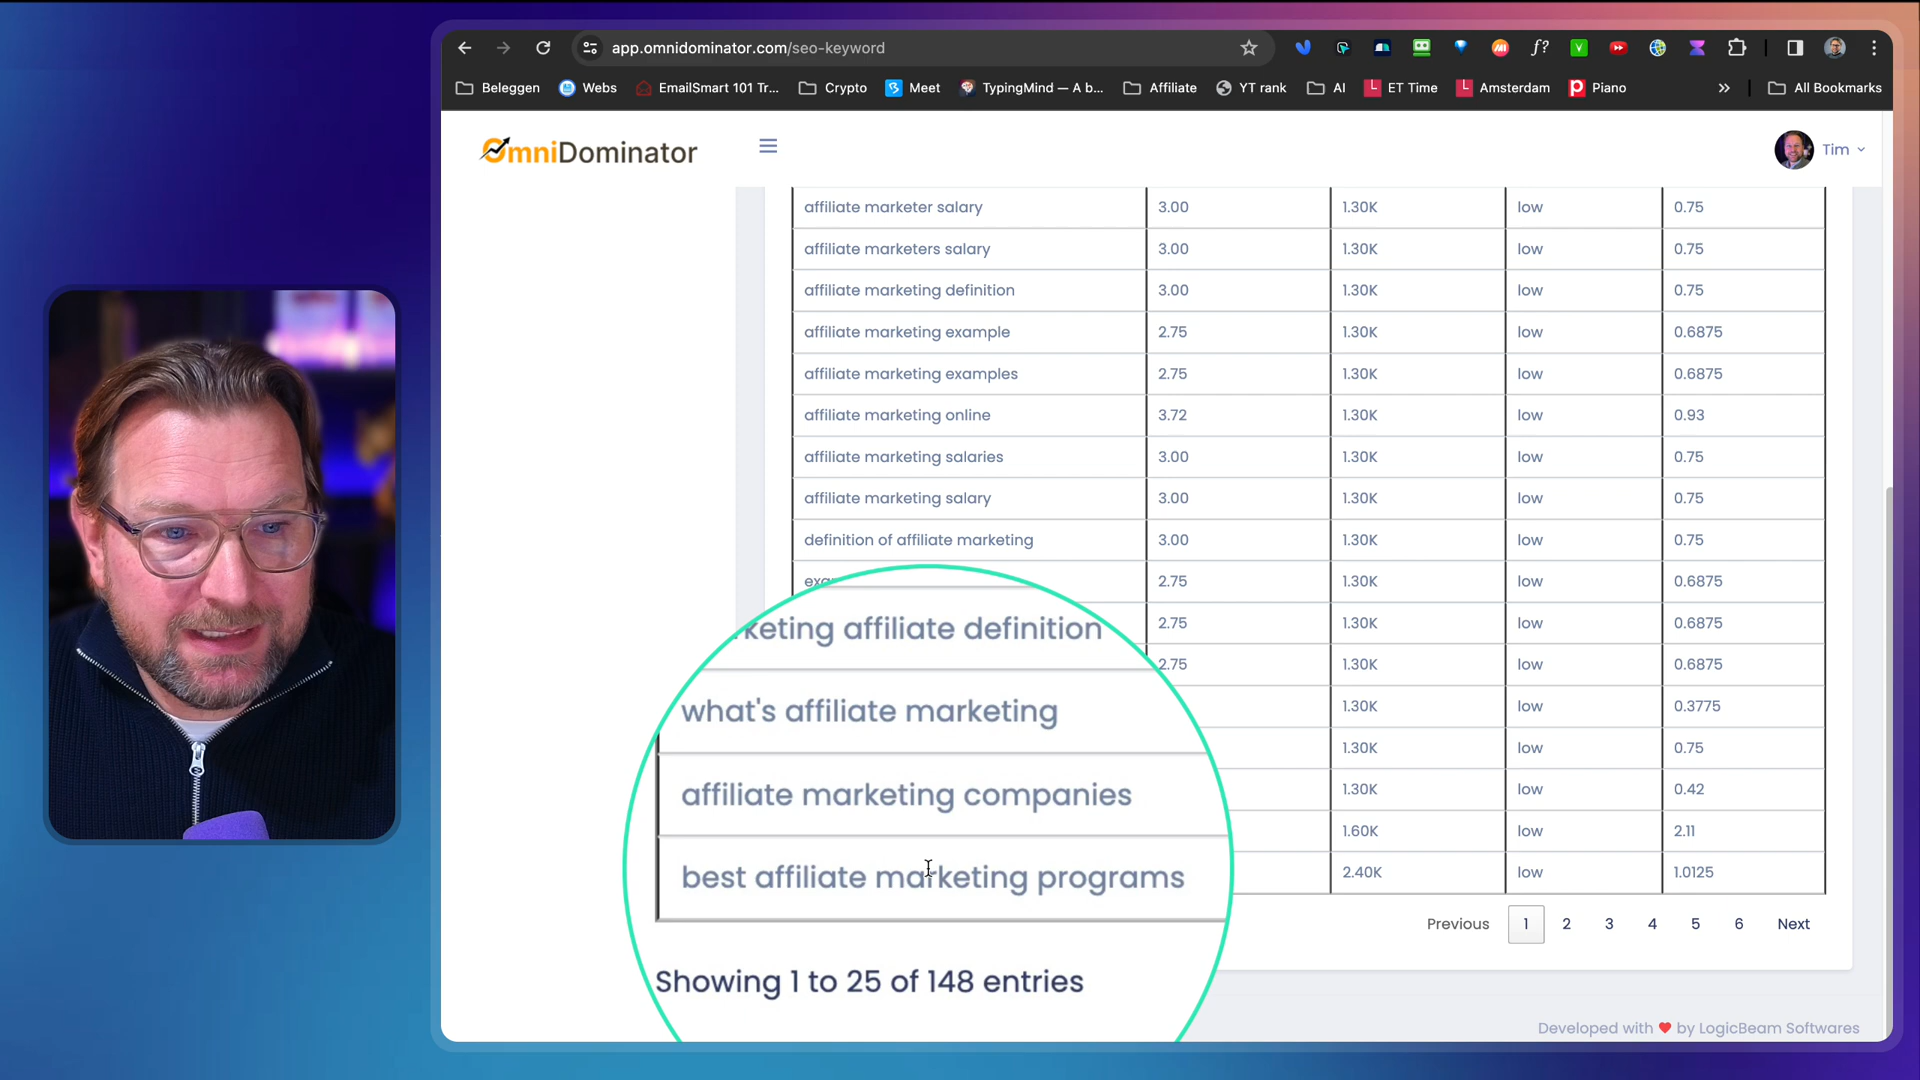 app.omnidominator.com/seo-keyword
Beleggen Webs EmailSmart 101 Tr... Crypto Meet TypingMind — A b... Affiliate YT rank AI ET Time Amsterdam Piano All Bookmarks
OmniDominator
Tim
affiliate marketer salary 3.00 1.30K low 0.75
affiliate marketers salary 3.00 1.30K low 0.75
affiliate marketing definition 3.00 1.30K low 0.75
affiliate marketing example 2.75 1.30K low 0.6875
affiliate marketing examples 2.75 1.30K low 0.6875
affiliate marketing online 3.72 1.30K low 0.93
affiliate marketing salaries 3.00 1.30K low 0.75
affiliate marketing salary 3.00 1.30K low 0.75
definition of affiliate marketing 3.00 1.30K low 0.75
2.75 1.30K low 0.6875
2.75 1.30K low 0.6875
2.75 1.30K low 0.6875
1.30K low 0.3775
1.30K low 0.75
1.30K low 0.42
1.60K low 2.11
2.40K low 1.0125
keting affiliate definition
what's affiliate marketing
affiliate marketing companies
best affiliate marketing programs
Showing 1 to 25 of 148 entries
Previous 1 2 3 4 5 6 Next
Developed with ❤ by LogicBeam Softwares